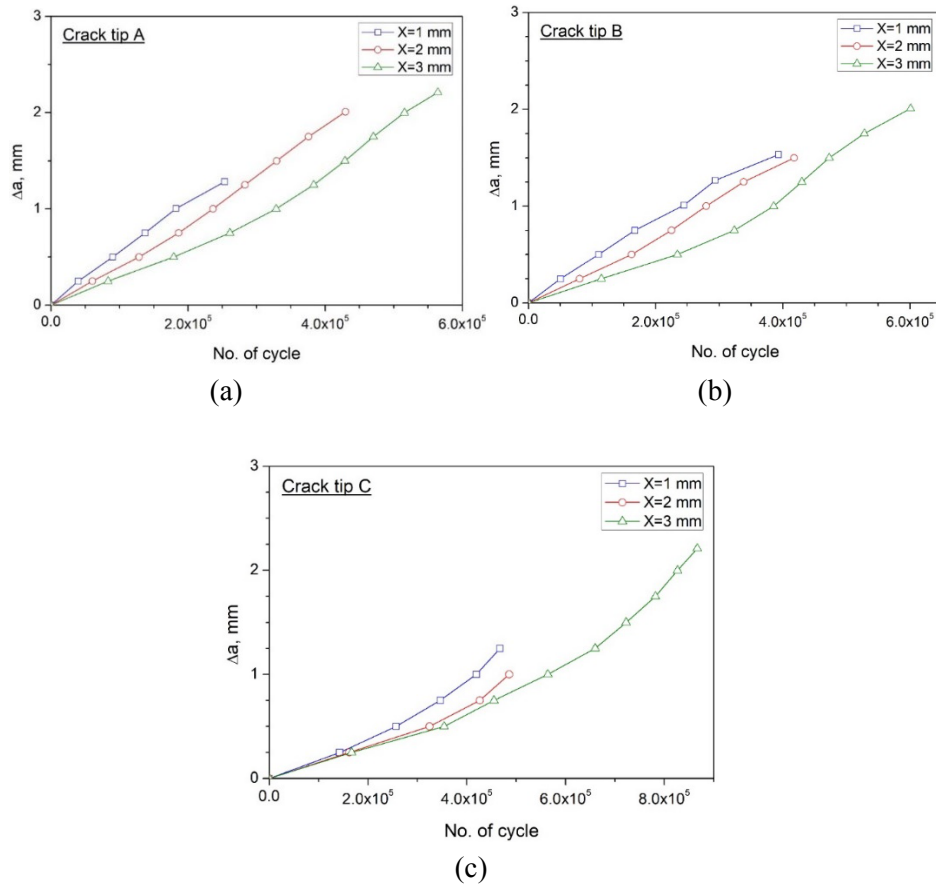 Crack tip A
X=1 mm
X=2 mm
X=3 mm
3
2
1
0
Δa, mm
0.0
2.0x10⁵
4.0x10⁵
6.0x10⁵
No. of cycle
(a)
Crack tip B
X=1 mm
X=2 mm
X=3 mm
3
2
1
0
Δa, mm
0.0
2.0x10⁵
4.0x10⁵
6.0x10⁵
No. of cycle
(b)
Crack tip C
X=1 mm
X=2 mm
X=3 mm
3
2
1
0
Δa, mm
0.0
2.0x10⁵
4.0x10⁵
6.0x10⁵
8.0x10⁵
No. of cycle
(c)